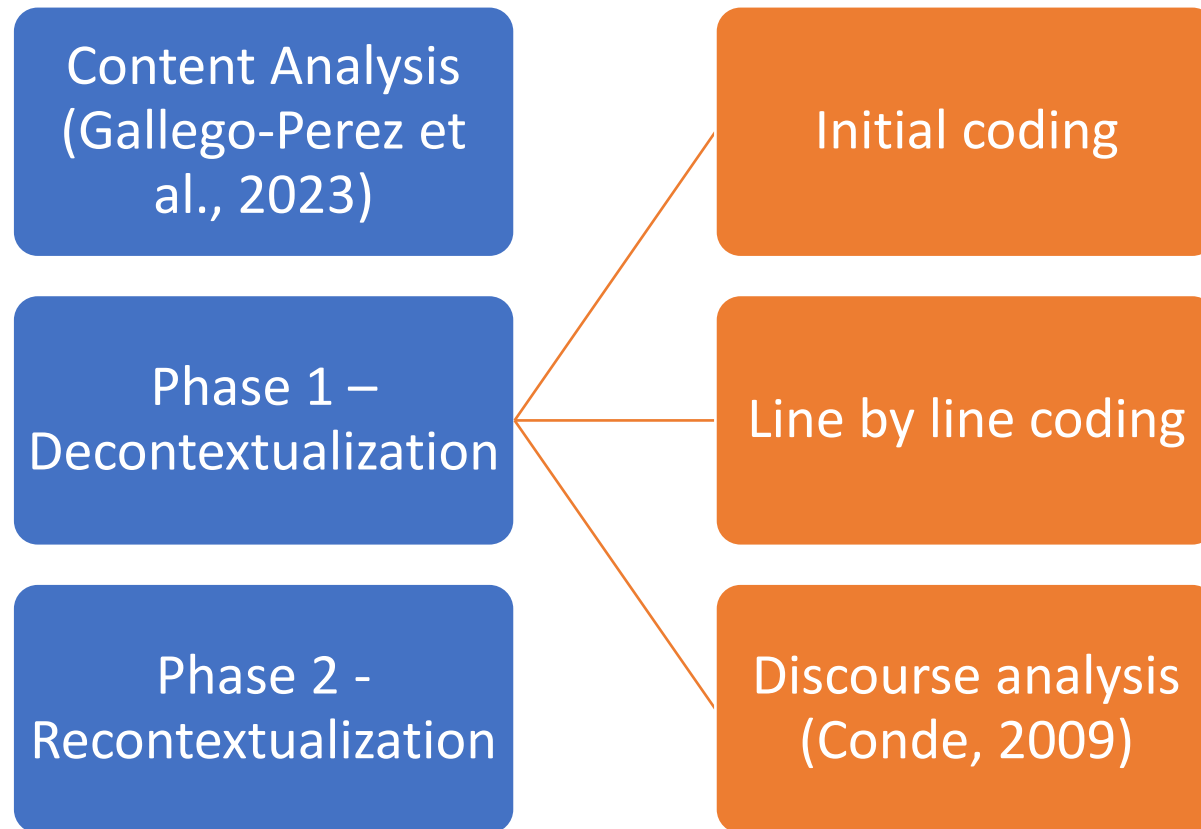 Content Analysis
(Gallego-Perez et
al., 2023)
Phase 1 –
Decontextualization
Phase 2 -
Recontextualization
Initial coding
Line by line coding
Discourse analysis
(Conde, 2009)